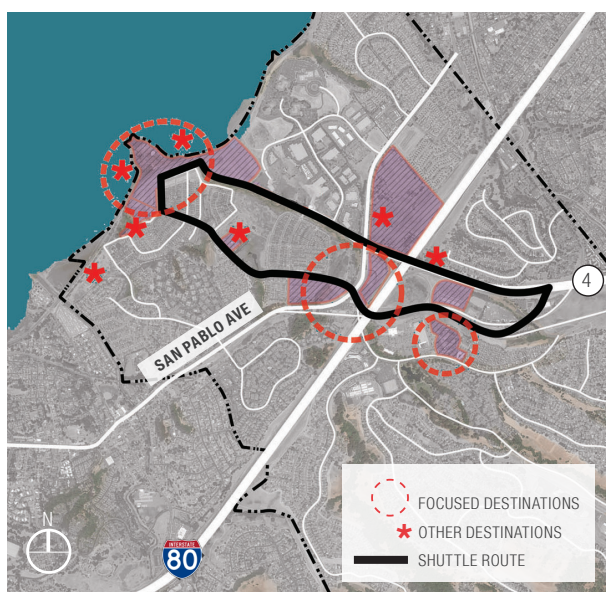 4
SAN PABLO AVE
N
INTERSTATE
80
FOCUSED DESTINATIONS
OTHER DESTINATIONS
SHUTTLE ROUTE